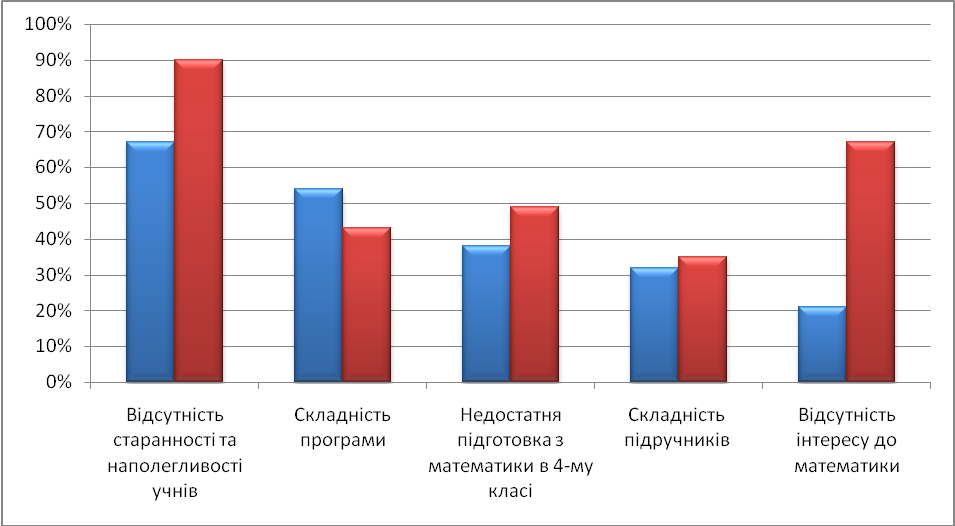 100%
90%
80%
70%
60%
50%
40%
30%
20%
10%
0%
Відсутність
старанності та
наполегливості
учнів
Складність
програми
Недостатня
підготовка з
математики в 4-му
класі
Складність
підручників
Відсутність
інтересу до
математики